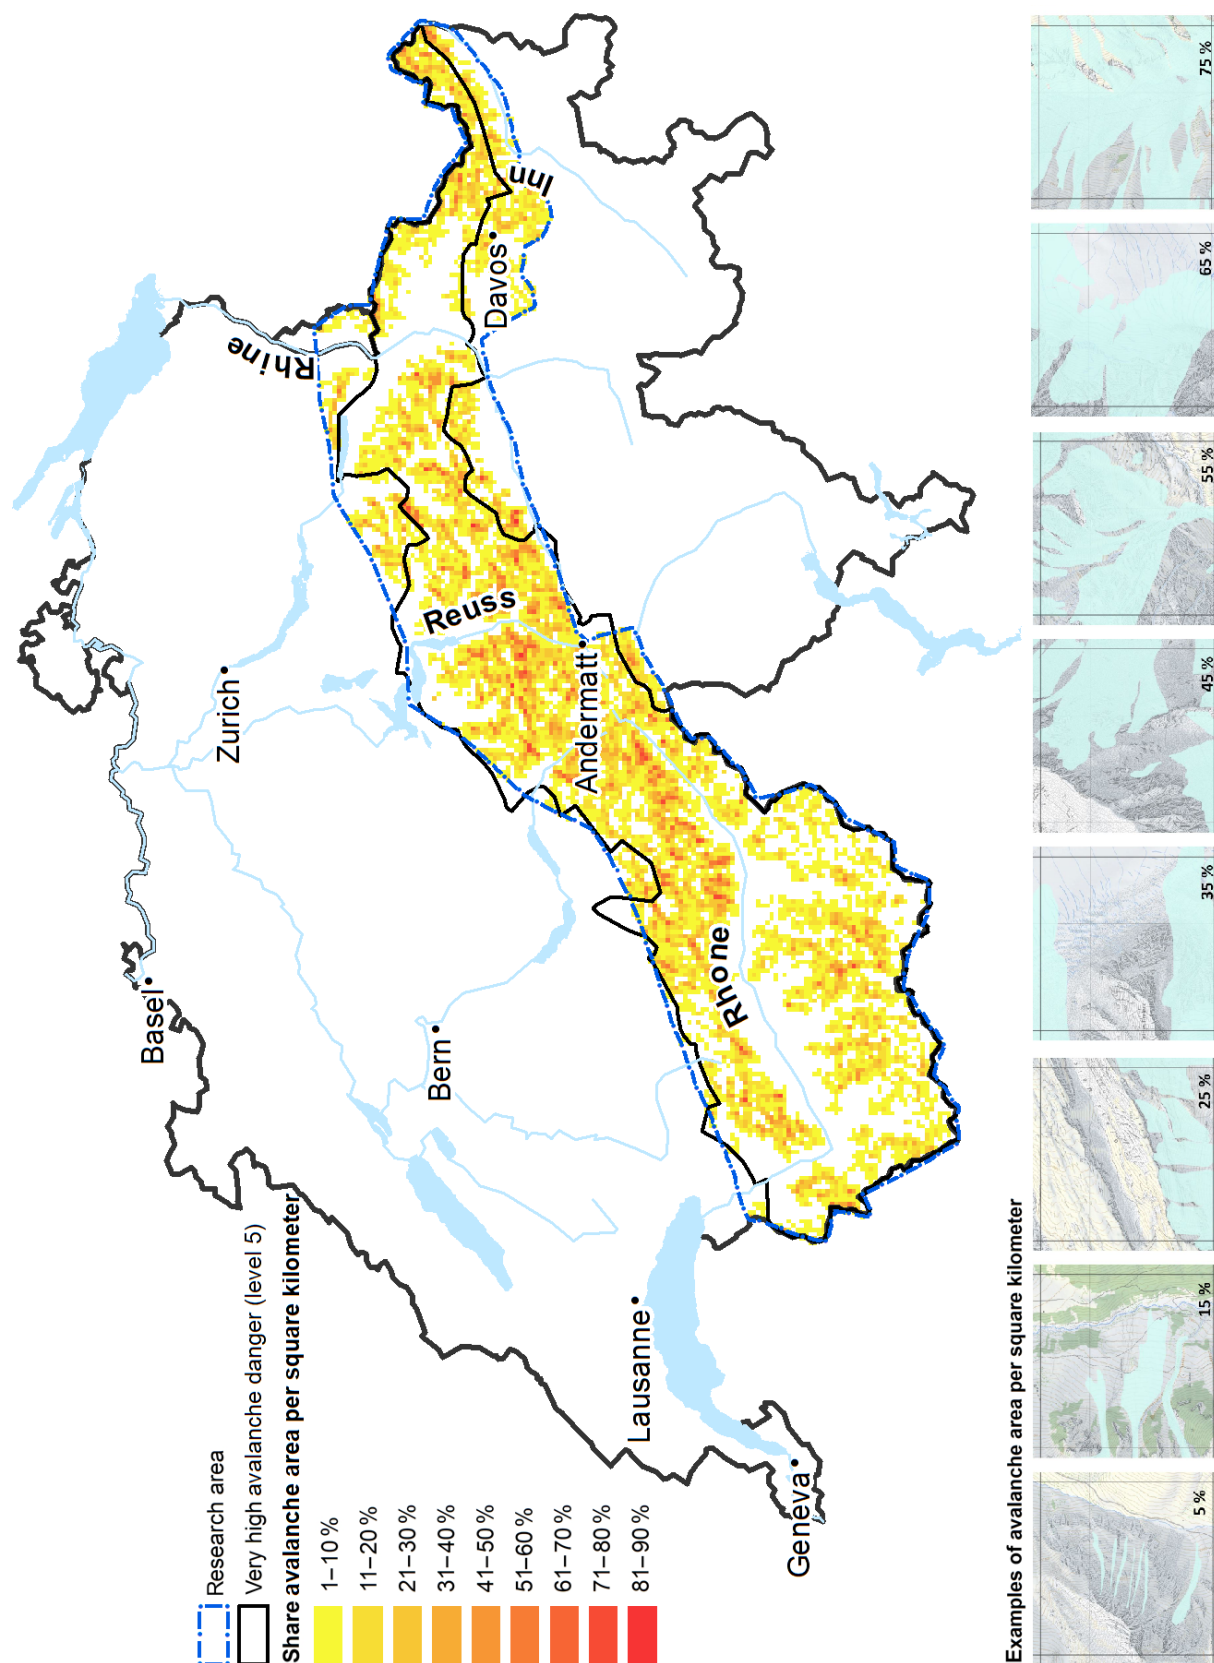 Research area
Very high avalanche danger (level 5)
Share avalanche area per square kilometer
1–10 %
11–20 %
21–30 %
31–40 %
41–50 %
51–60 %
61–70 %
71–80 %
81–90 %
Basel
Zurich
Rhine
Bern
Reuss
Davos
Inn
Lausanne
Andermatt
Rhone
Geneva
Examples of avalanche area per square kilometer
5 %
15 %
25 %
35 %
45 %
55 %
65 %
75 %